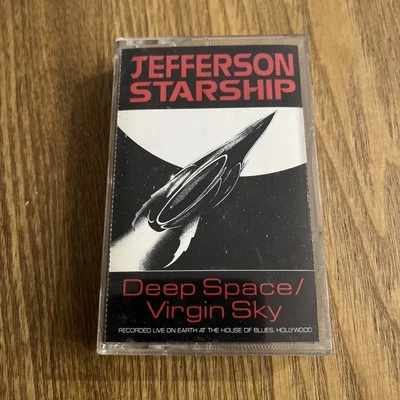 JEFFERSON
STARSHIP
Deep Space/
Virgin Sky
RECORDED LIVE ON EARTH AT THE HOUSE OF BLUES, HOLLYWOOD